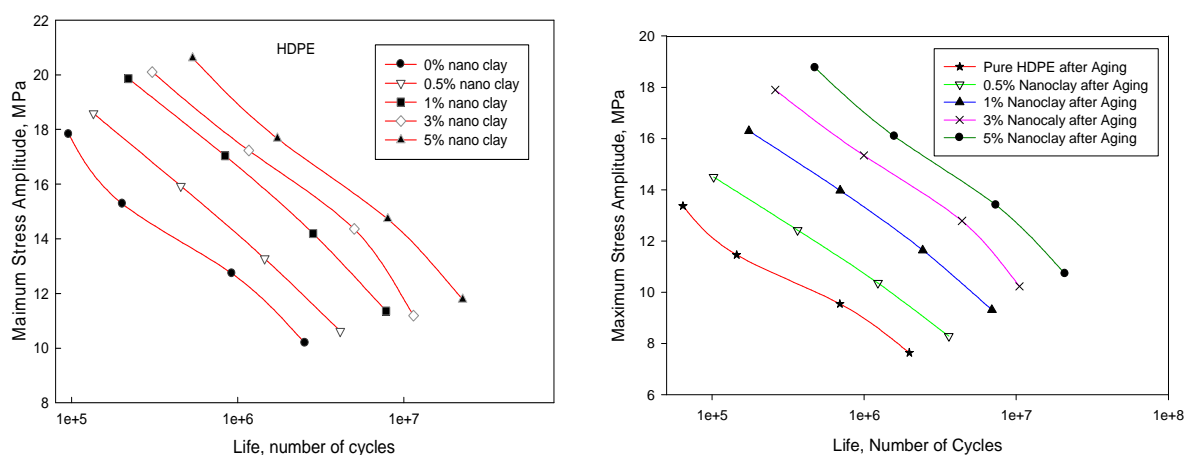 22
20
18
16
14
12
10
8
Maimum Stress Amplitude, MPa
HDPE
0% nano clay
0.5% nano clay
1% nano clay
3% nano clay
5% nano clay
1e+5 1e+6 1e+7
Life, number of cycles
20
18
16
14
12
10
8
6
Maximum Stress Amplitude, MPa
Pure HDPE after Aging
0.5% Nanoclay after Aging
1% Nanoclay after Aging
3% Nanocaly after Aging
5% Nanoclay after Aging
1e+5 1e+6 1e+7 1e+8
Life, Number of Cycles